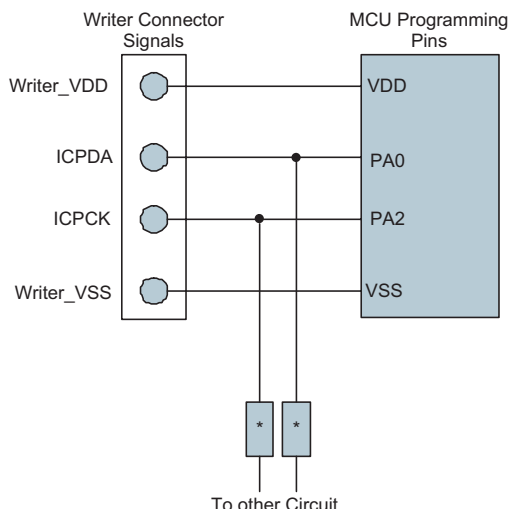 Writer Connector
Signals
MCU Programming
Pins
Writer_VDD
VDD
ICPDA
PA0
ICPCK
PA2
Writer_VSS
VSS
*
*
To other Circuit